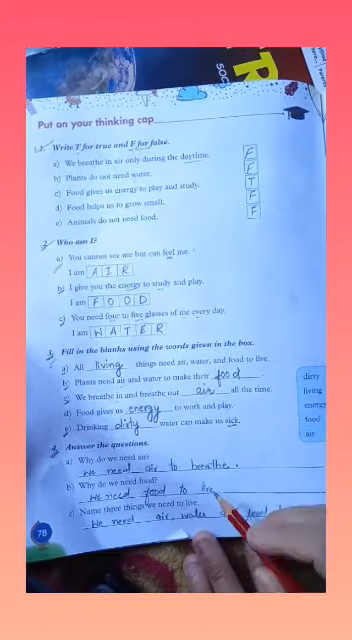 SOC
R
Put on your thinking cap
1. Write T for true and F for false.
a) We breathe in air only during the daytime. F
b) Plants do not need water. F
c) Food gives us energy to play and study. T
d) Food helps us to grow small. F
e) Animals do not need food. F
2. Who am I?
a) You cannot see me but can feel me.
I am A I R
b) I give you the energy to study and play.
I am F O O D
c) You need four to five glasses of me every day.
I am W A T E R
3. Fill in the blanks using the words given in the box.
a) All living things need air, water, and food to live.
b) Plants need air and water to make their food.
c) We breathe in and breathe out air all the time.
d) Food gives us energy to work and play.
e) Drinking dirty water can make us sick.
dirty
living
energy
food
air
4. Answer the questions.
a) Why do we need air?
We need air to breathe.
b) Why do we need food?
We need food to
c) Name three things we need to live.
We need air, water food
78